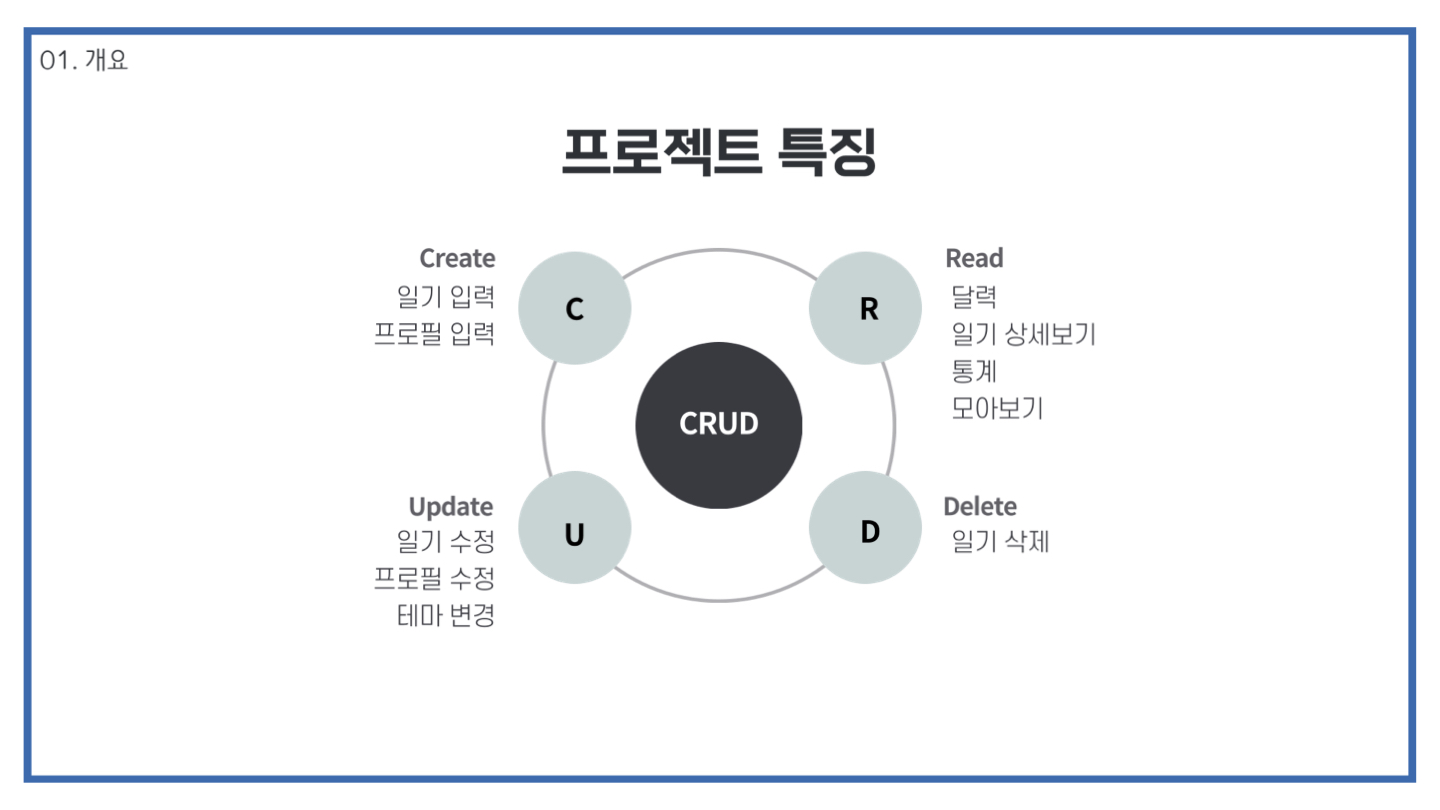 01. 개요
프로젝트 특징
Create
일기 입력
프로필 입력
C
R
Read
달력
일기 상세보기
통계
모아보기
CRUD
Update
일기 수정
프로필 수정
테마 변경
U
D
Delete
일기 삭제